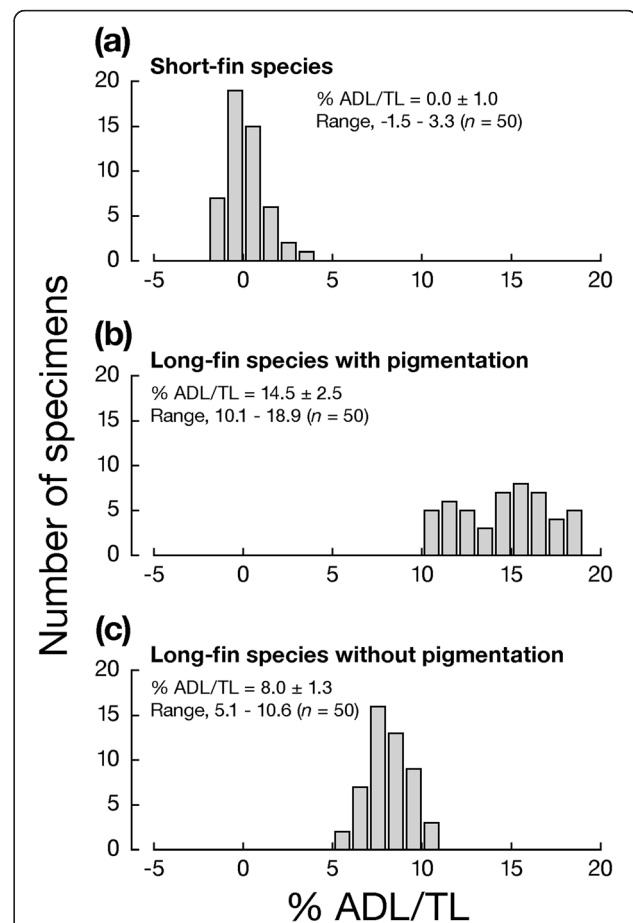 (a)
Short-fin species
% ADL/TL = 0.0 ± 1.0
Range, -1.5 - 3.3 (n = 50)
20
15
10
5
0
-5 0 5 10 15 20
(b)
Long-fin species with pigmentation
% ADL/TL = 14.5 ± 2.5
Range, 10.1 - 18.9 (n = 50)
20
15
10
5
0
-5 0 5 10 15 20
(c)
Long-fin species without pigmentation
% ADL/TL = 8.0 ± 1.3
Range, 5.1 - 10.6 (n = 50)
20
15
10
5
0
-5 0 5 10 15 20
Number of specimens
% ADL/TL